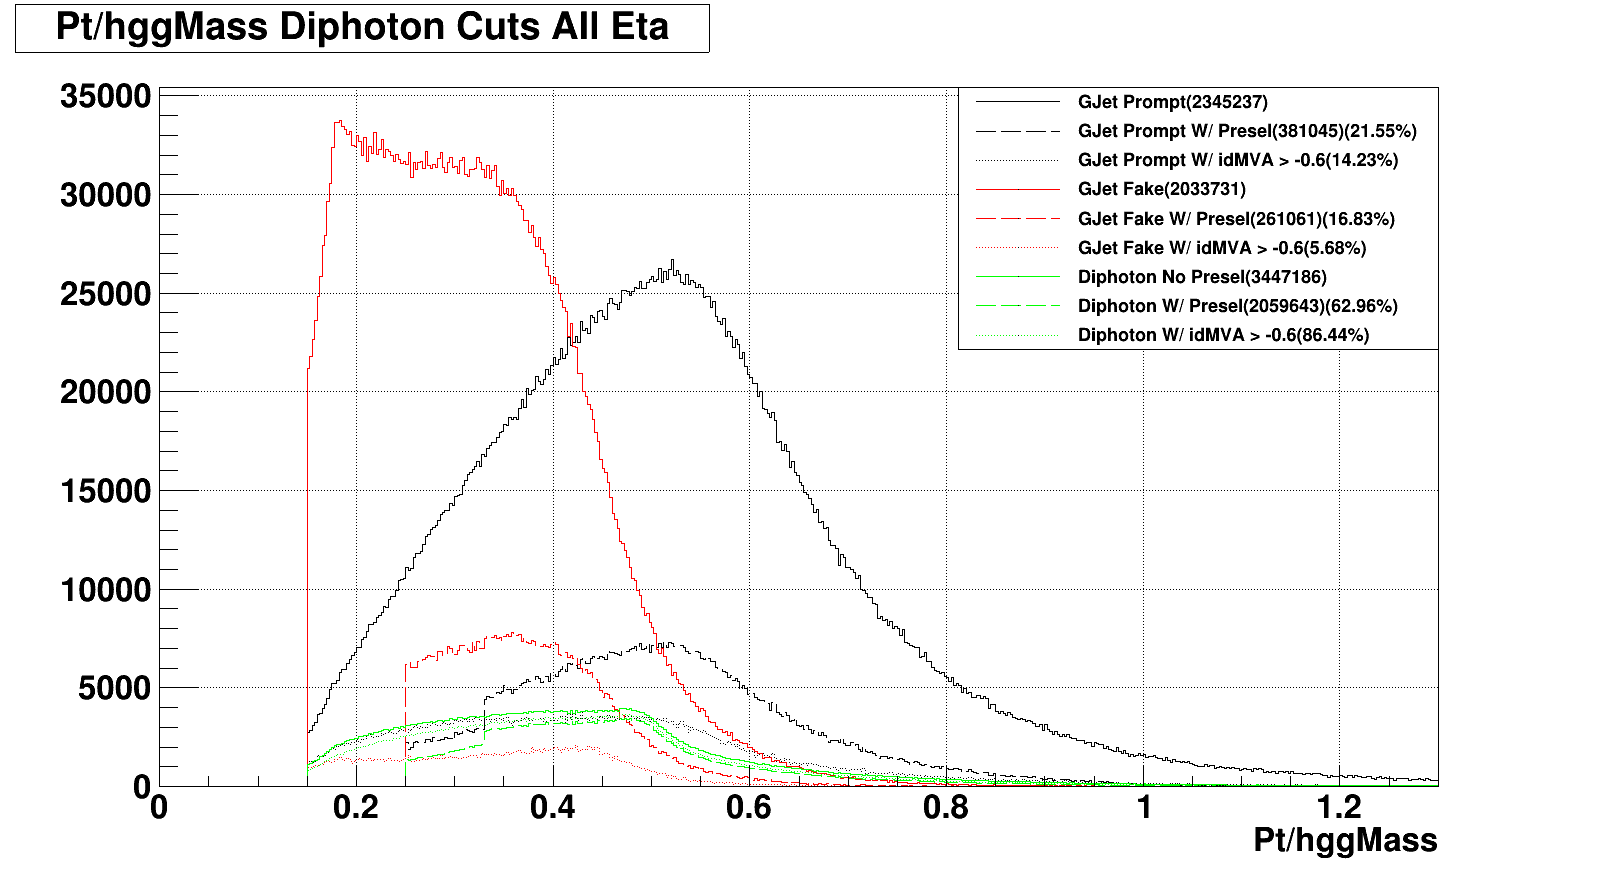 Pt/hggMass Diphoton Cuts All Eta
35000
30000
25000
20000
15000
10000
5000
0
GJet Prompt(2345237)
GJet Prompt W/ Presel(381045)(21.55%)
GJet Prompt W/ idMVA > -0.6(14.23%)
GJet Fake(2033731)
GJet Fake W/ Presel(261061)(16.83%)
GJet Fake W/ idMVA > -0.6(5.68%)
Diphoton No Presel(3447186)
Diphoton W/ Presel(2059643)(62.96%)
Diphoton W/ idMVA > -0.6(86.44%)
0 0.2 0.4 0.6 0.8 1 1.2
Pt/hggMass